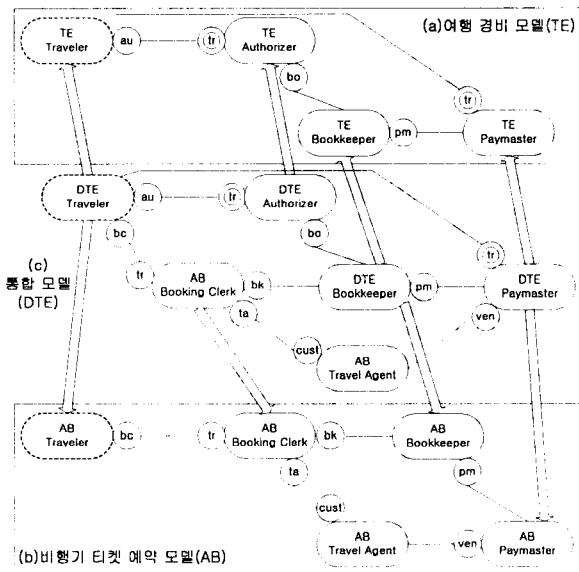 (a)여행 경비 모델(TE)
TE
Traveler
au
tr
TE
Authorizer
bo
tr
TE
Bookkeeper
pm
TE
Paymaster
DTE
Traveler
au
tr
DTE
Authorizer
bc
bo
tr
(c)
통합 모델
(DTE)
tr
AB
Booking Clerk
bk
DTE
Bookkeeper
pm
DTE
Paymaster
ta
ven
cust
AB
Travel Agent
AB
Traveler
bc
tr
AB
Booking Clerk
bk
AB
Bookkeeper
ta
pm
cust
AB
Travel Agent
ven
AB
Paymaster
(b)비행기 티켓 예약 모델(AB)